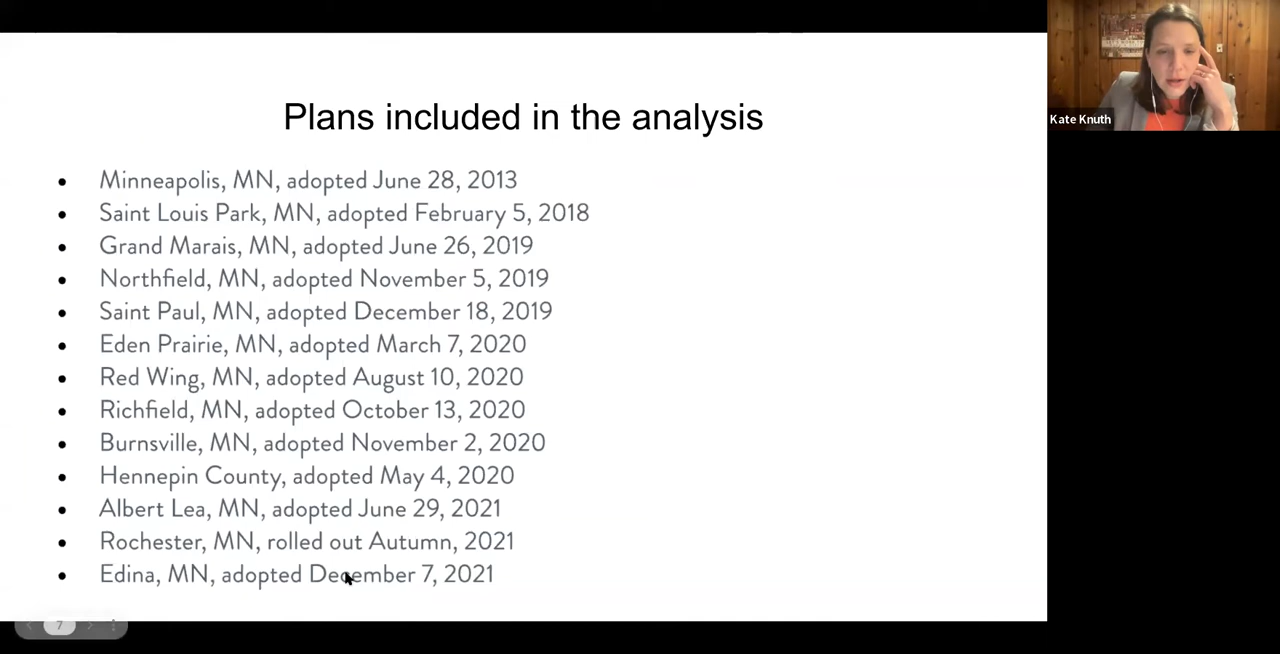 Plans included in the analysis
• Minneapolis, MN, adopted June 28, 2013
• Saint Louis Park, MN, adopted February 5, 2018
• Grand Marais, MN, adopted June 26, 2019
• Northfield, MN, adopted November 5, 2019
• Saint Paul, MN, adopted December 18, 2019
• Eden Prairie, MN, adopted March 7, 2020
• Red Wing, MN, adopted August 10, 2020
• Richfield, MN, adopted October 13, 2020
• Burnsville, MN, adopted November 2, 2020
• Hennepin County, adopted May 4, 2020
• Albert Lea, MN, adopted June 29, 2021
• Rochester, MN, rolled out Autumn, 2021
• Edina, MN, adopted December 7, 2021
7
Kate Knuth